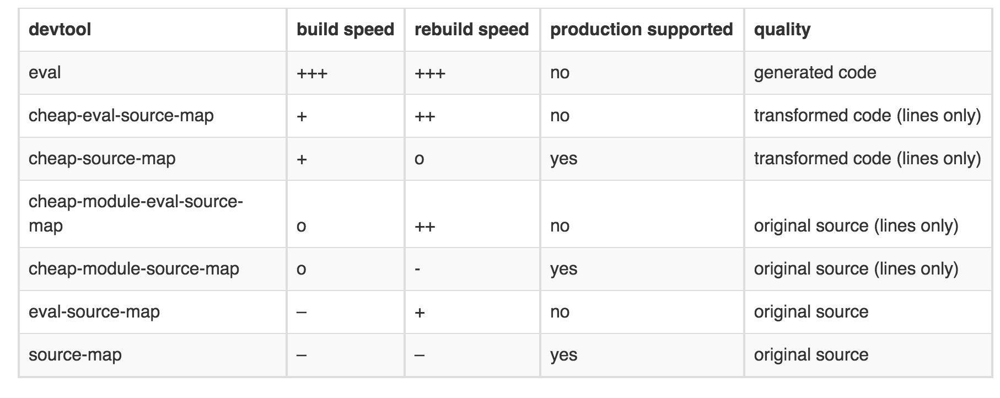 devtool build speed rebuild speed production supported quality
eval +++ +++ no generated code
cheap-eval-source-map + ++ no transformed code (lines only)
cheap-source-map + o yes transformed code (lines only)
cheap-module-eval-source-
map o ++ no original source (lines only)
cheap-module-source-map o - yes original source (lines only)
eval-source-map – + no original source
source-map – – yes original source